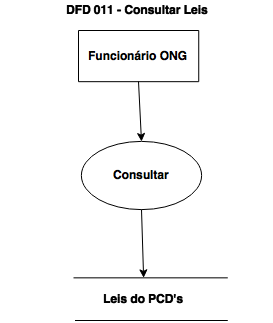 DFD 011 - Consultar Leis
Funcionário ONG
Consultar
Leis do PCD's